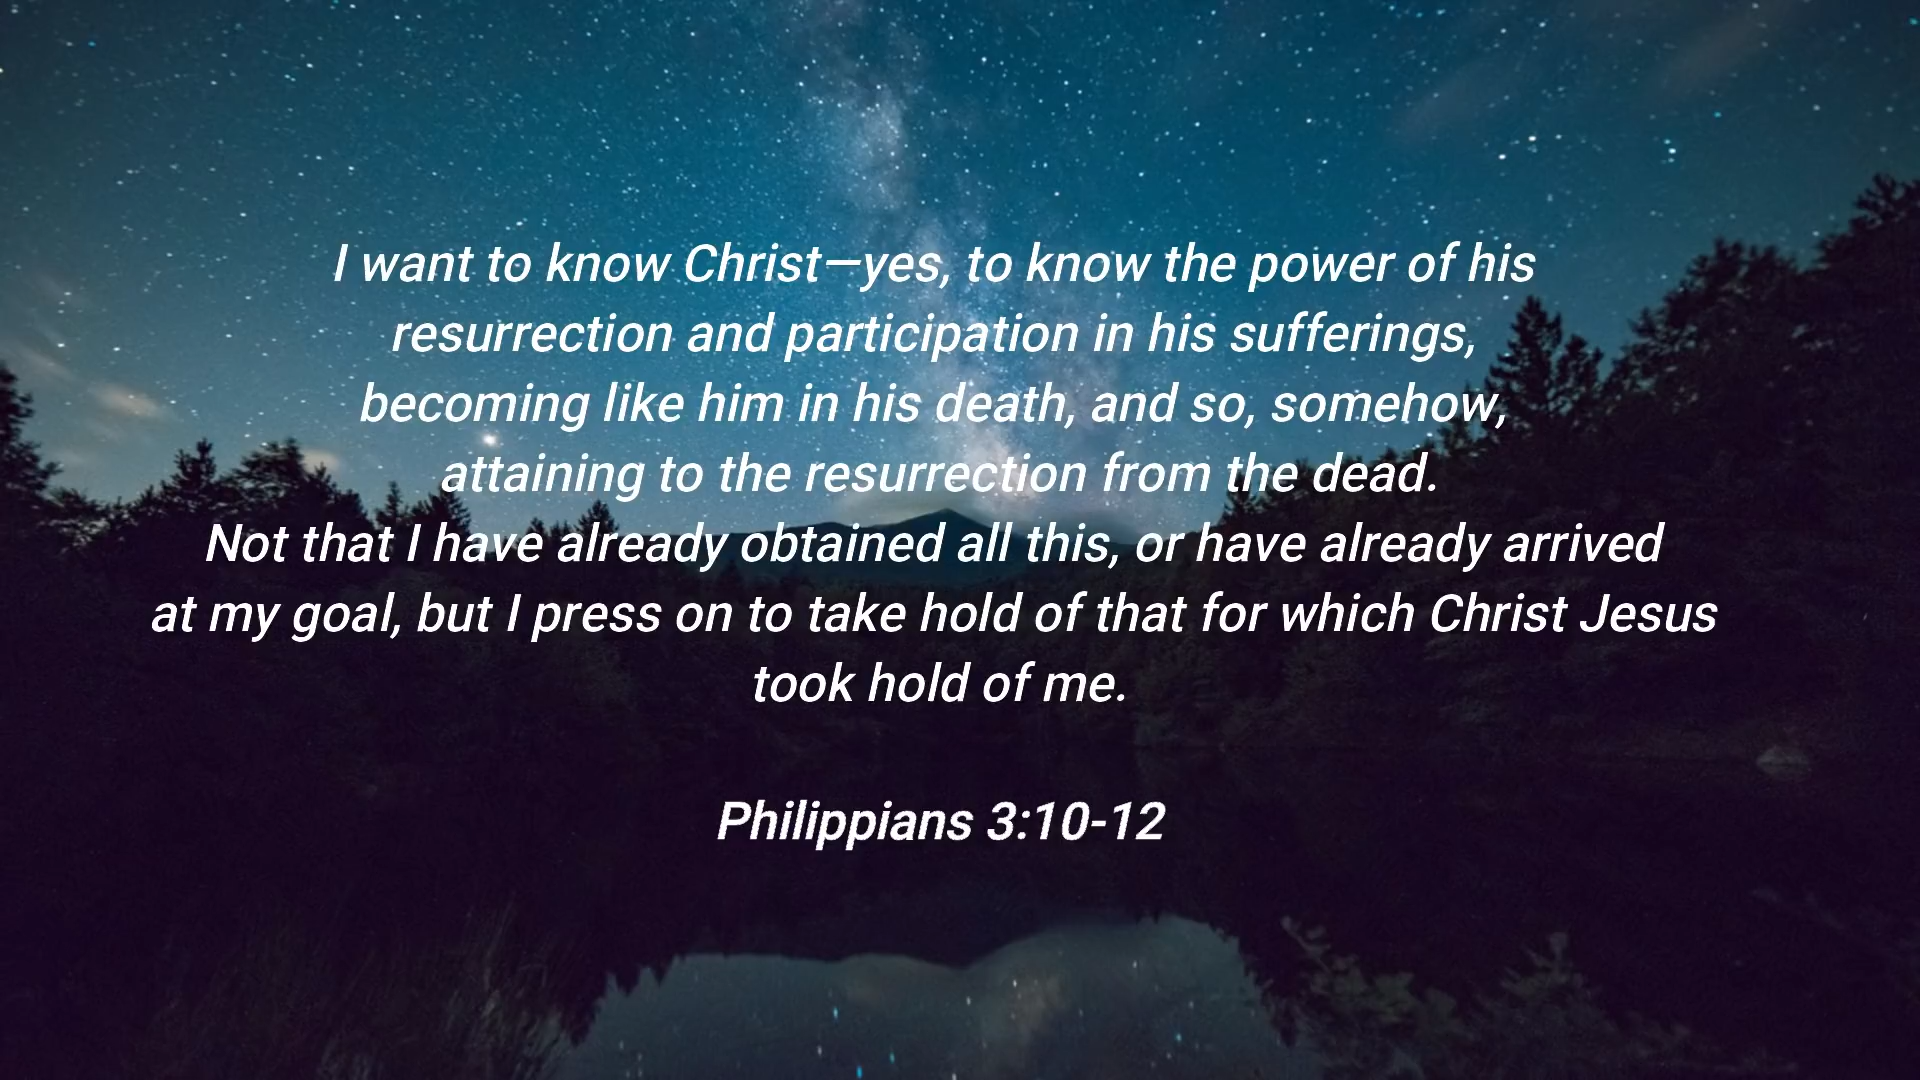 I want to know Christ—yes, to know the power of his
resurrection and participation in his sufferings,
becoming like him in his death, and so, somehow,
attaining to the resurrection from the dead.
Not that I have already obtained all this, or have already arrived
at my goal, but I press on to take hold of that for which Christ Jesus
took hold of me.
Philippians 3:10-12